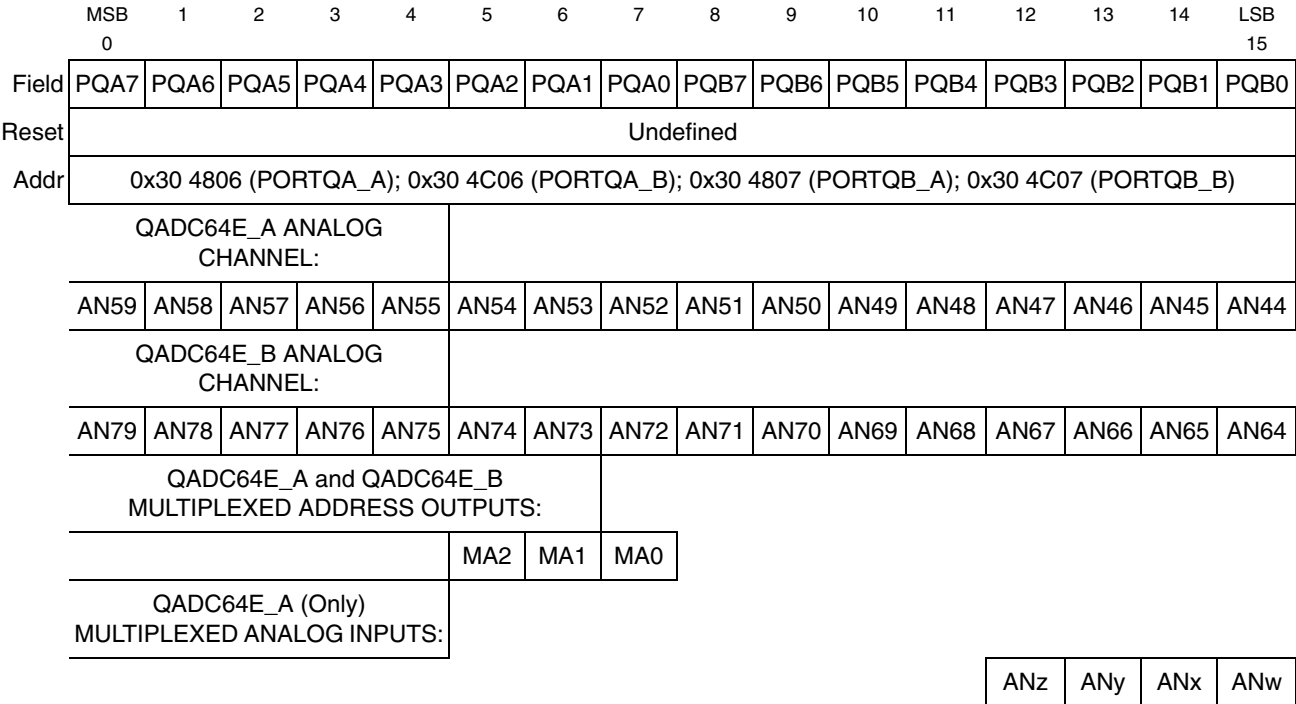 MSB 1 2 3 4 5 6 7 8 9 10 11 12 13 14 LSB
0 15
Field PQA7 PQA6 PQA5 PQA4 PQA3 PQA2 PQA1 PQA0 PQB7 PQB6 PQB5 PQB4 PQB3 PQB2 PQB1 PQB0
Reset Undefined
Addr 0x30 4806 (PORTQA_A); 0x30 4C06 (PORTQA_B); 0x30 4807 (PORTQB_A); 0x30 4C07 (PORTQB_B)
QADC64E_A ANALOG
CHANNEL:
AN59 AN58 AN57 AN56 AN55 AN54 AN53 AN52 AN51 AN50 AN49 AN48 AN47 AN46 AN45 AN44
QADC64E_B ANALOG
CHANNEL:
AN79 AN78 AN77 AN76 AN75 AN74 AN73 AN72 AN71 AN70 AN69 AN68 AN67 AN66 AN65 AN64
QADC64E_A and QADC64E_B
MULTIPLEXED ADDRESS OUTPUTS:
MA2 MA1 MA0
QADC64E_A (Only)
MULTIPLEXED ANALOG INPUTS:
ANz ANy ANx ANw